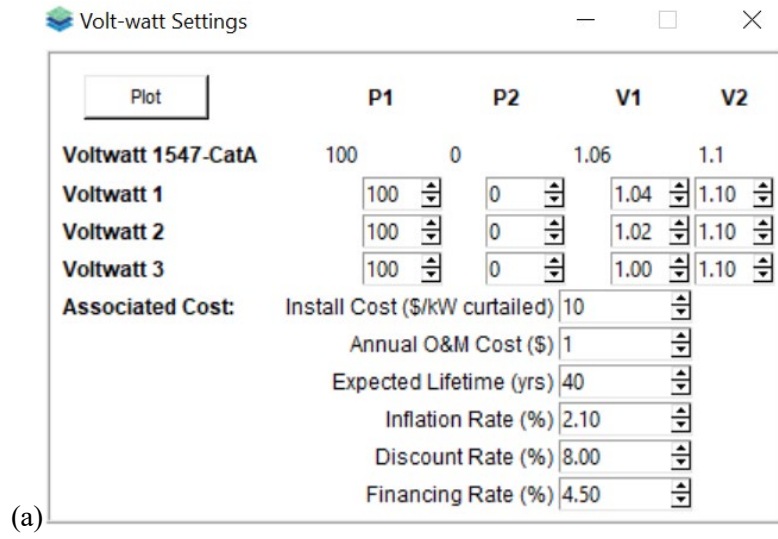 Volt-watt Settings
Plot P1 P2 V1 V2
Voltwatt 1547-CatA 100 0 1.06 1.1
Voltwatt 1 100 0 1.04 1.10
Voltwatt 2 100 0 1.02 1.10
Voltwatt 3 100 0 1.00 1.10
Associated Cost: Install Cost ($/kW curtailed) 10
Annual O&M Cost ($) 1
Expected Lifetime (yrs) 40
Inflation Rate (%) 2.10
Discount Rate (%) 8.00
Financing Rate (%) 4.50
(a)